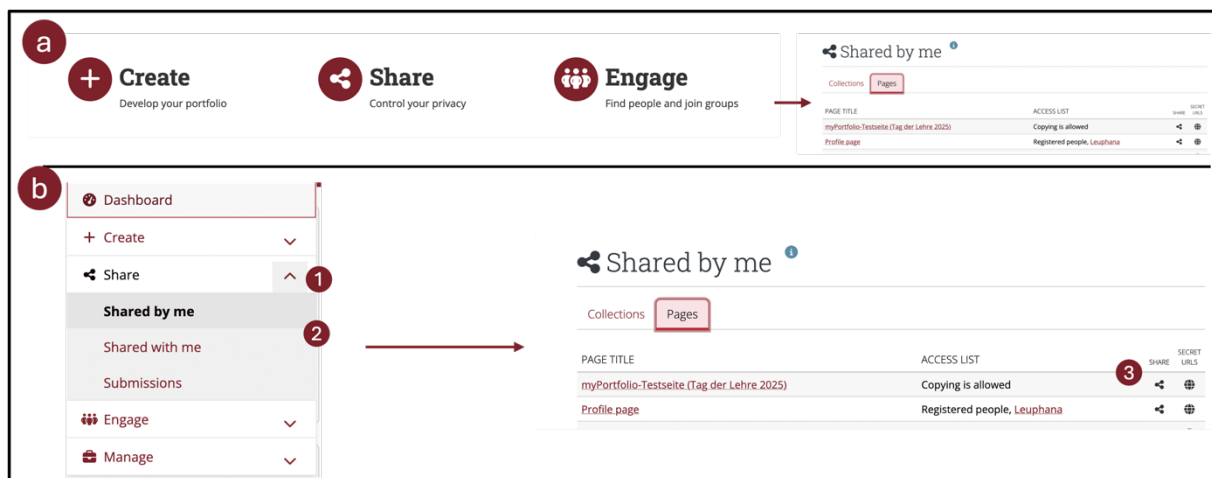 a
Create
Develop your portfolio
Share
Control your privacy
Engage
Find people and join groups
Shared by me
Collections Pages
PAGE TITLE ACCESS LIST SHARE SECRET URLS
myPortfolio-Testseite (Tag der Lehre 2025) Copying is allowed
Profile page Registered people, Leuphana
b
Dashboard
Create
Share 1
Shared by me
2
Shared with me
Submissions
Engage
Manage
Shared by me
Collections Pages
PAGE TITLE ACCESS LIST SHARE SECRET URLS
3
myPortfolio-Testseite (Tag der Lehre 2025) Copying is allowed
Profile page Registered people, Leuphana